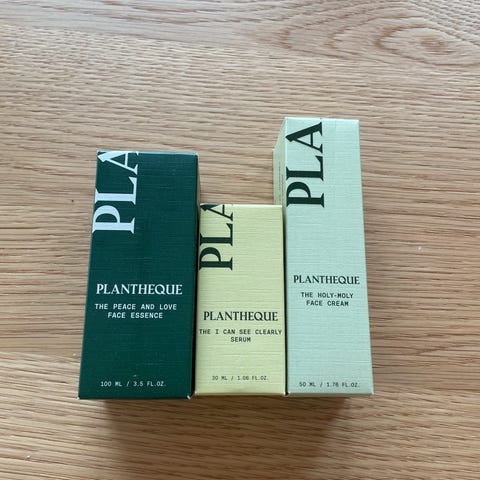 PLA
PLANTHEQUE
THE PEACE AND LOVE
FACE ESSENCE
100 ML / 3.5 FL.OZ.
PLA
PLANTHEQUE
THE I CAN SEE CLEARLY
SERUM
30 ML / 1.06 FL.OZ.
PLA
PLANTHEQUE
THE HOLY-MOLY
FACE CREAM
50 ML / 1.76 FL.OZ.